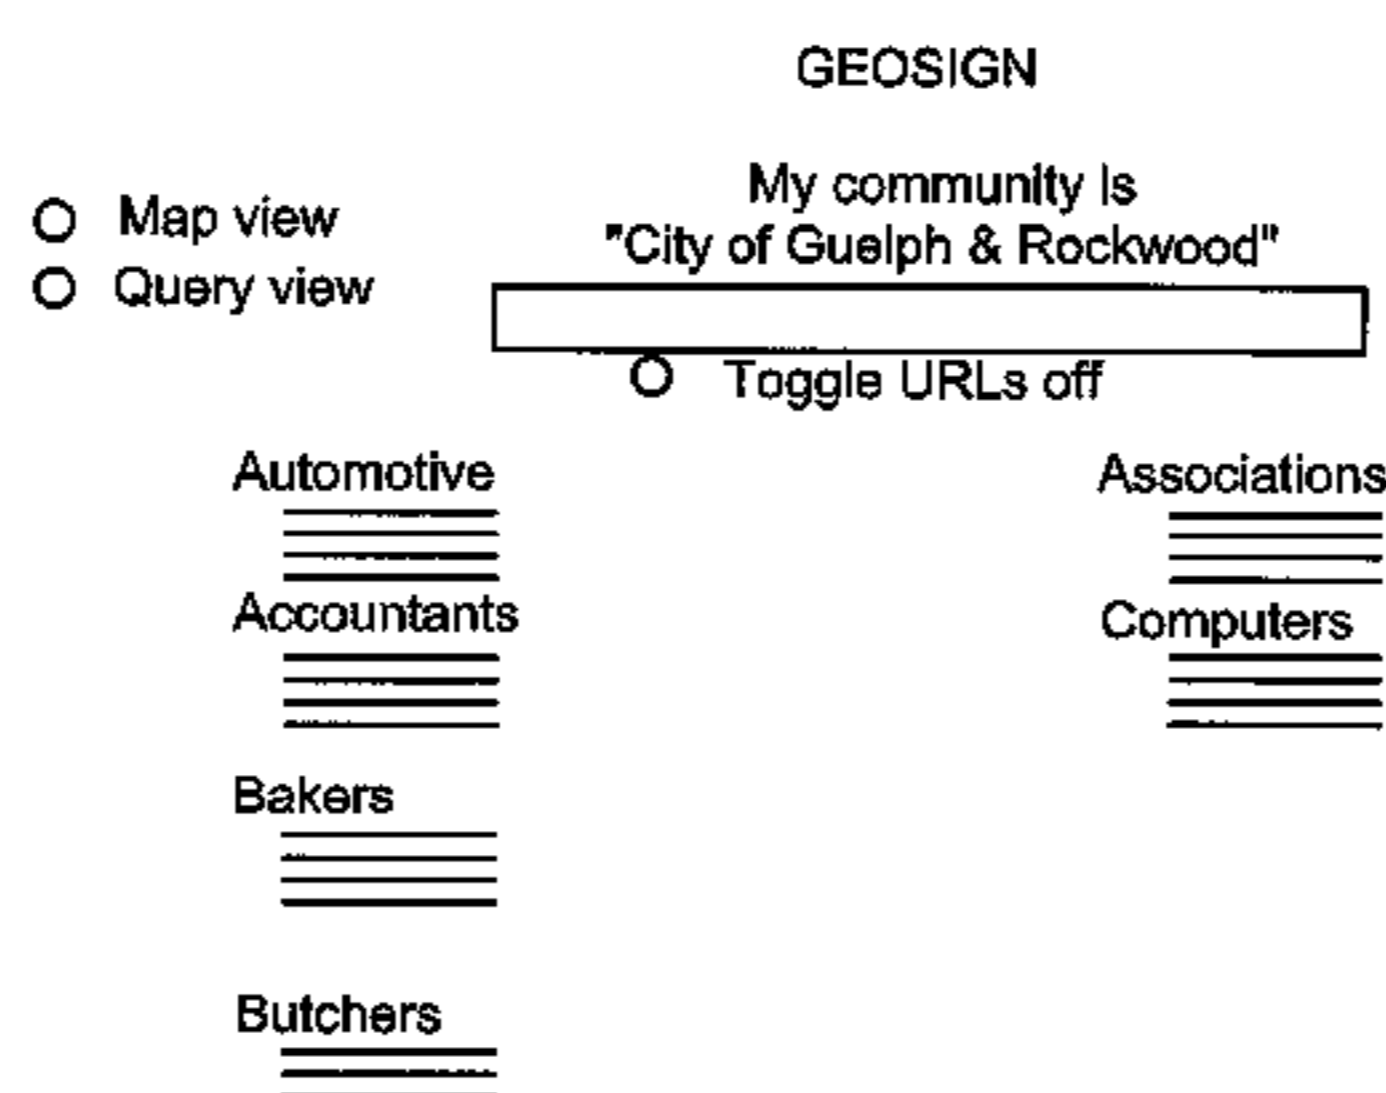 GEOSIGN
My community Is
"City of Guelph & Rockwood"
Map view
Query view
Toggle URLs off
Automotive
Associations
Accountants
Computers
Bakers
Butchers